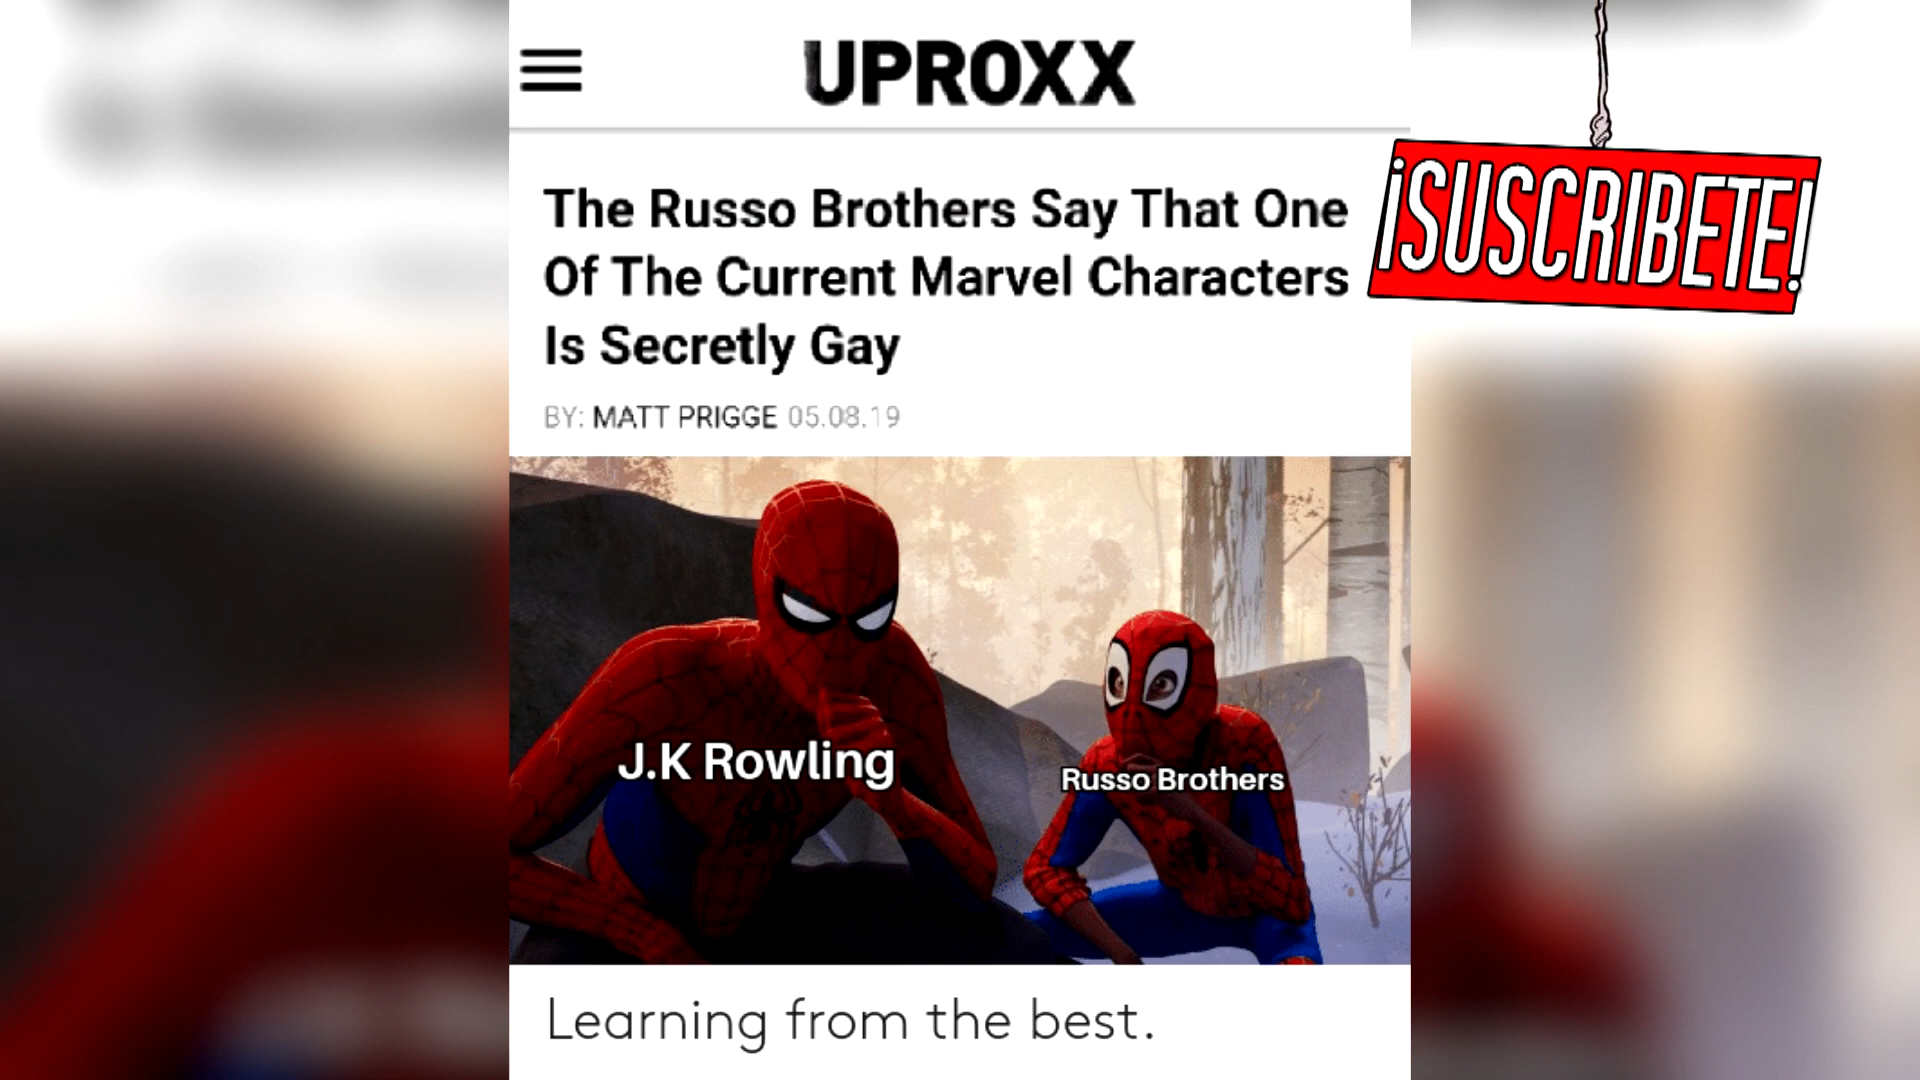 UPROXX
The Russo Brothers Say That One
Of The Current Marvel Characters
Is Secretly Gay
BY: MATT PRIGGE 05.08.19
¡SUSCRIBETE!
J.K Rowling
Russo Brothers
Learning from the best.